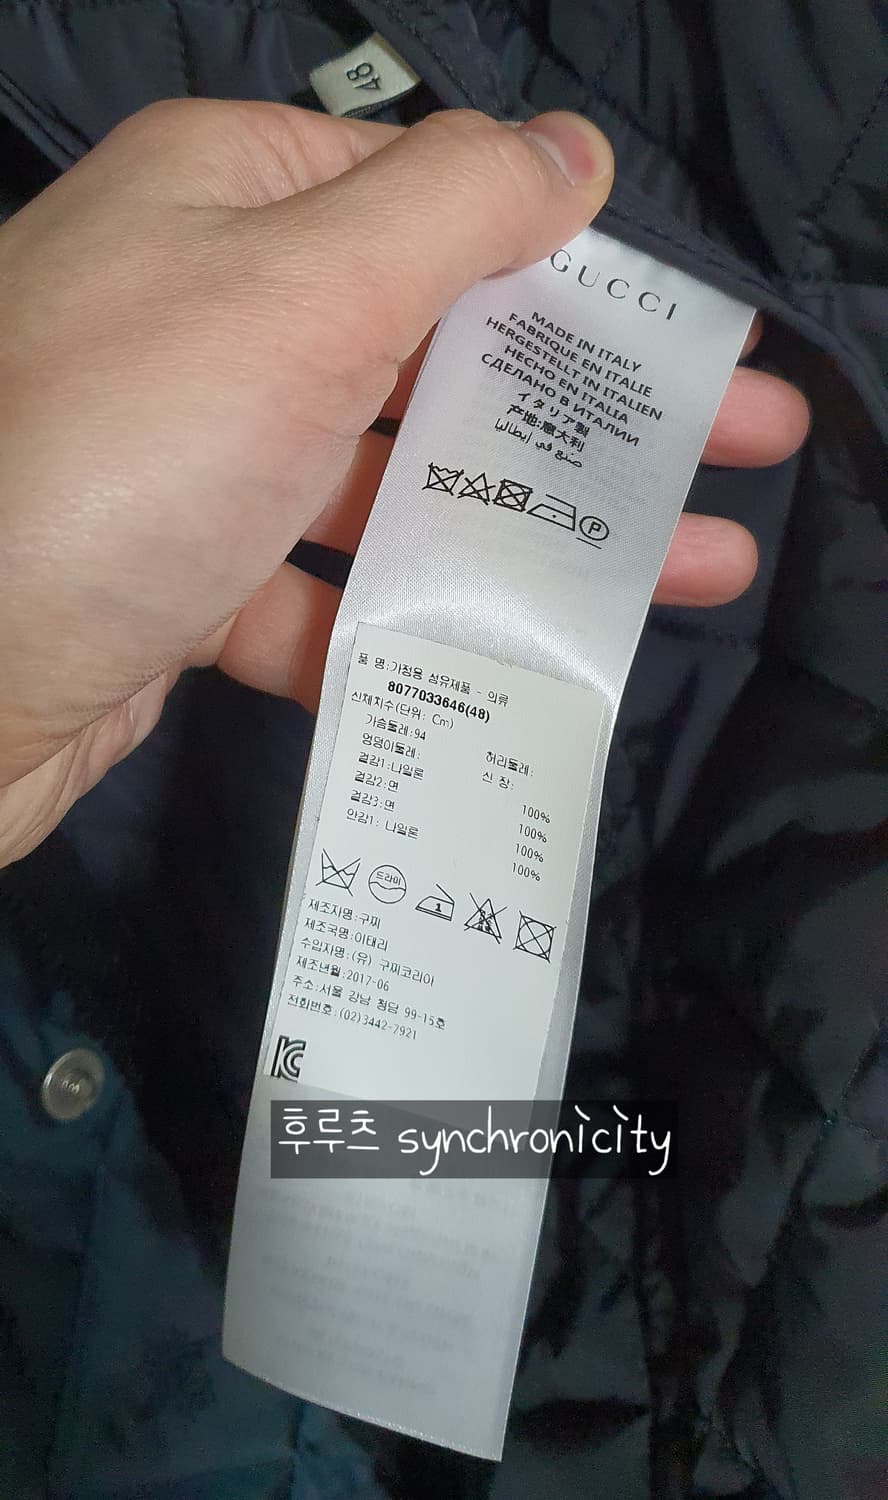 48
GUCCI
MADE IN ITALY
FABRIQUE EN ITALIE
HERGESTELLT IN ITALIEN
HECHO EN ITALIA
СДЕЛАНО В ИТАЛИИ
イタリア製
产地:意大利
صنع في إيطاليا
P
품 명:가정용 섬유제품 - 의류
8077033646(48)
신체치수(단위: Cm)
가슴둘레:94 허리둘레:
엉덩이둘레: 신 장:
겉감1:나일론 100%
겉감2:면 100%
겉감3:면 100%
안감1: 나일론 100%
드라이
1
제조자명:구찌
제조국명:이태리
수입자명:(유) 구찌코리아
제조년월:2017-06
주소:서울 강남 청담 99-15호
전화번호:(02)3442-7921
후루츠 synchronicity